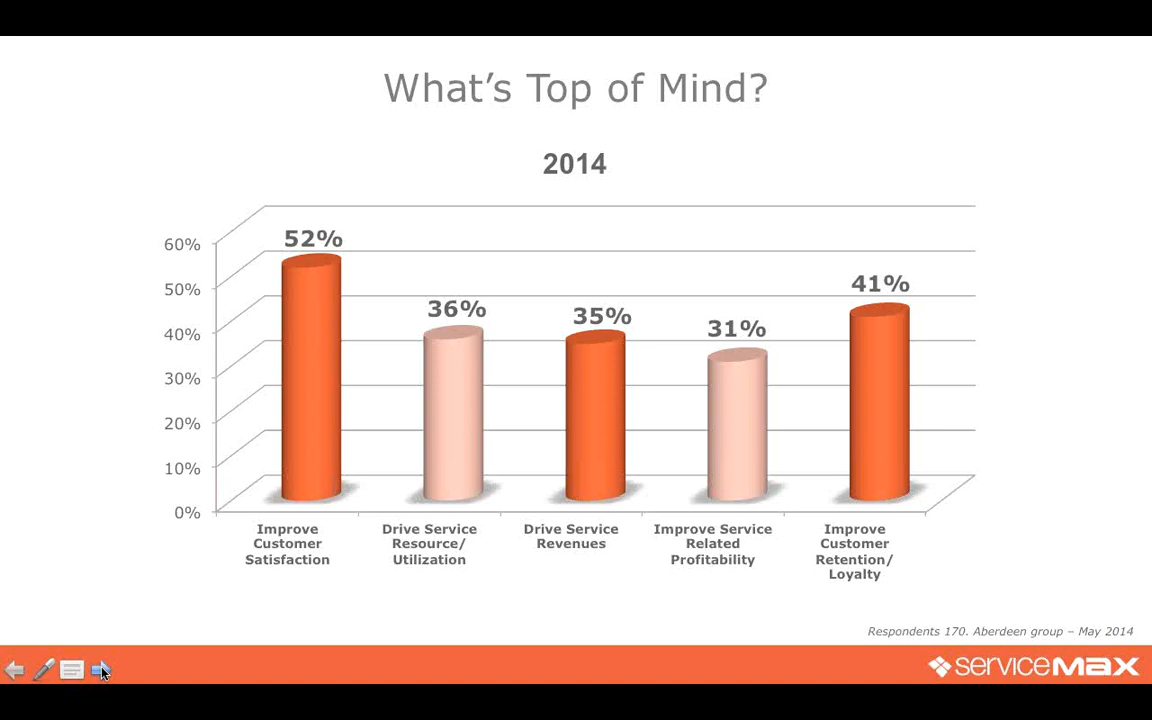 What's Top of Mind?
2014
60%
50%
40%
30%
20%
10%
0%
52%
36%
35%
31%
41%
Improve
Customer
Satisfaction
Drive Service
Resource/
Utilization
Drive Service
Revenues
Improve Service
Related
Profitability
Improve
Customer
Retention/
Loyalty
Respondents 170. Aberdeen group – May 2014
serviceMAX